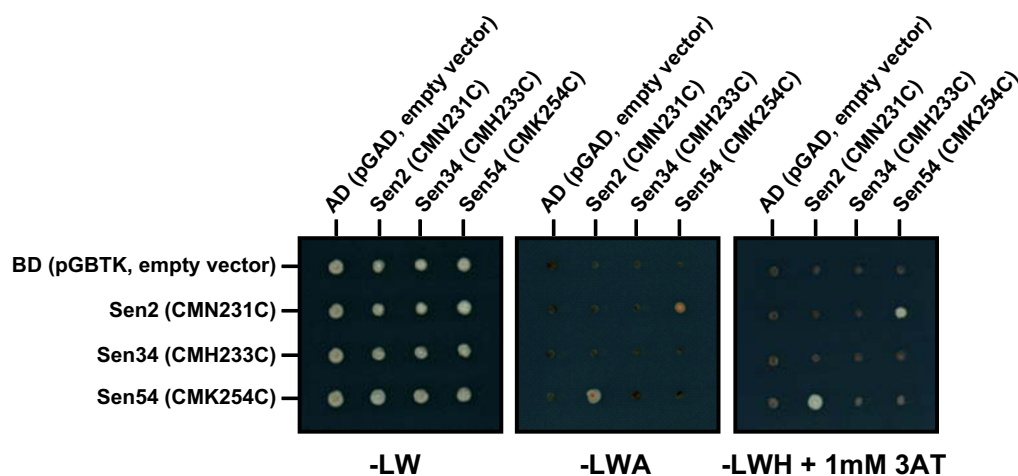 AD (pGAD, empty vector)
Sen2 (CMN231C)
Sen34 (CMH233C)
Sen54 (CMK254C)
AD (pGAD, empty vector)
Sen2 (CMN231C)
Sen34 (CMH233C)
Sen54 (CMK254C)
AD (pGAD, empty vector)
Sen2 (CMN231C)
Sen34 (CMH233C)
Sen54 (CMK254C)
BD (pGBTK, empty vector)
Sen2 (CMN231C)
Sen34 (CMH233C)
Sen54 (CMK254C)
-LW
-LWA
-LWH + 1mM 3AT